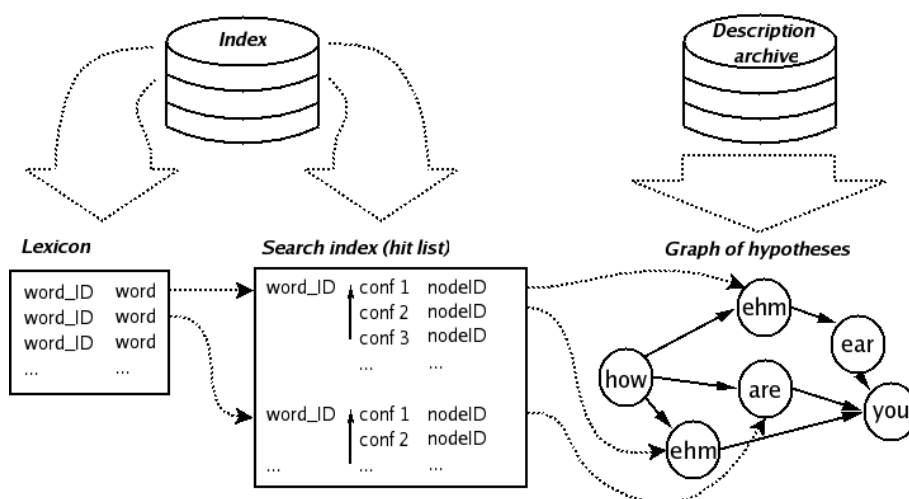 Index
Description
archive
Lexicon
word_ID word
word_ID word
word_ID word
... ...
Search index (hit list)
word_ID conf 1 nodeID
conf 2 nodeID
conf 3 nodeID
... ...
word_ID conf 1 nodeID
conf 2 nodeID
... ... ...
Graph of hypotheses
ehm
ear
how
are
you
ehm